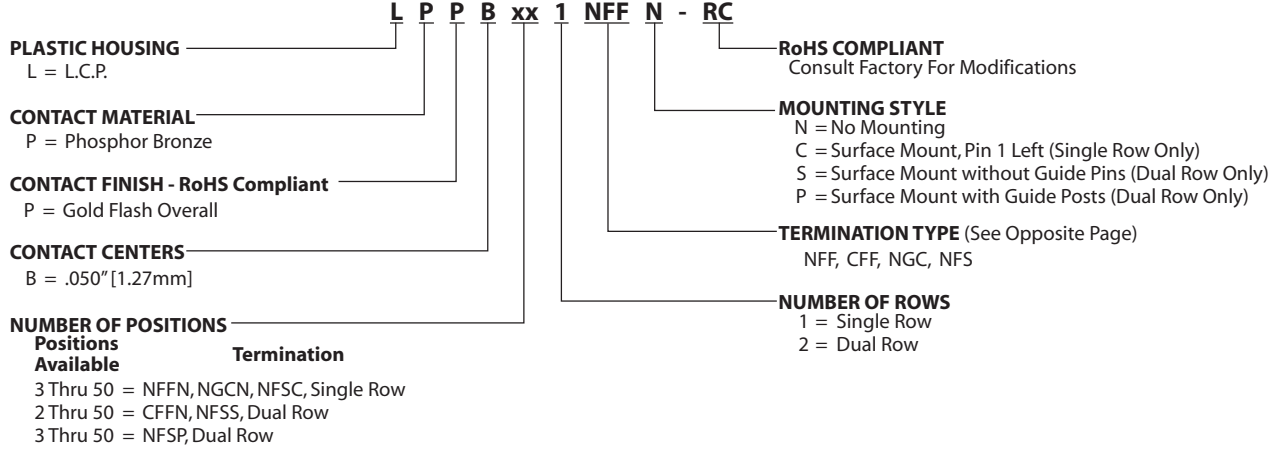 L P P B xx 1 NFF N - RC
PLASTIC HOUSING
L = L.C.P.
CONTACT MATERIAL
P = Phosphor Bronze
CONTACT FINISH - RoHS Compliant
P = Gold Flash Overall
CONTACT CENTERS
B = .050" [1.27mm]
NUMBER OF POSITIONS
Positions
Available
Termination
3 Thru 50 = NFFN, NGCN, NFSC, Single Row
2 Thru 50 = CFFN, NFSS, Dual Row
3 Thru 50 = NFSP, Dual Row
RoHS COMPLIANT
Consult Factory For Modifications
MOUNTING STYLE
N = No Mounting
C = Surface Mount, Pin 1 Left (Single Row Only)
S = Surface Mount without Guide Pins (Dual Row Only)
P = Surface Mount with Guide Posts (Dual Row Only)
TERMINATION TYPE (See Opposite Page)
NFF, CFF, NGC, NFS
NUMBER OF ROWS
1 = Single Row
2 = Dual Row